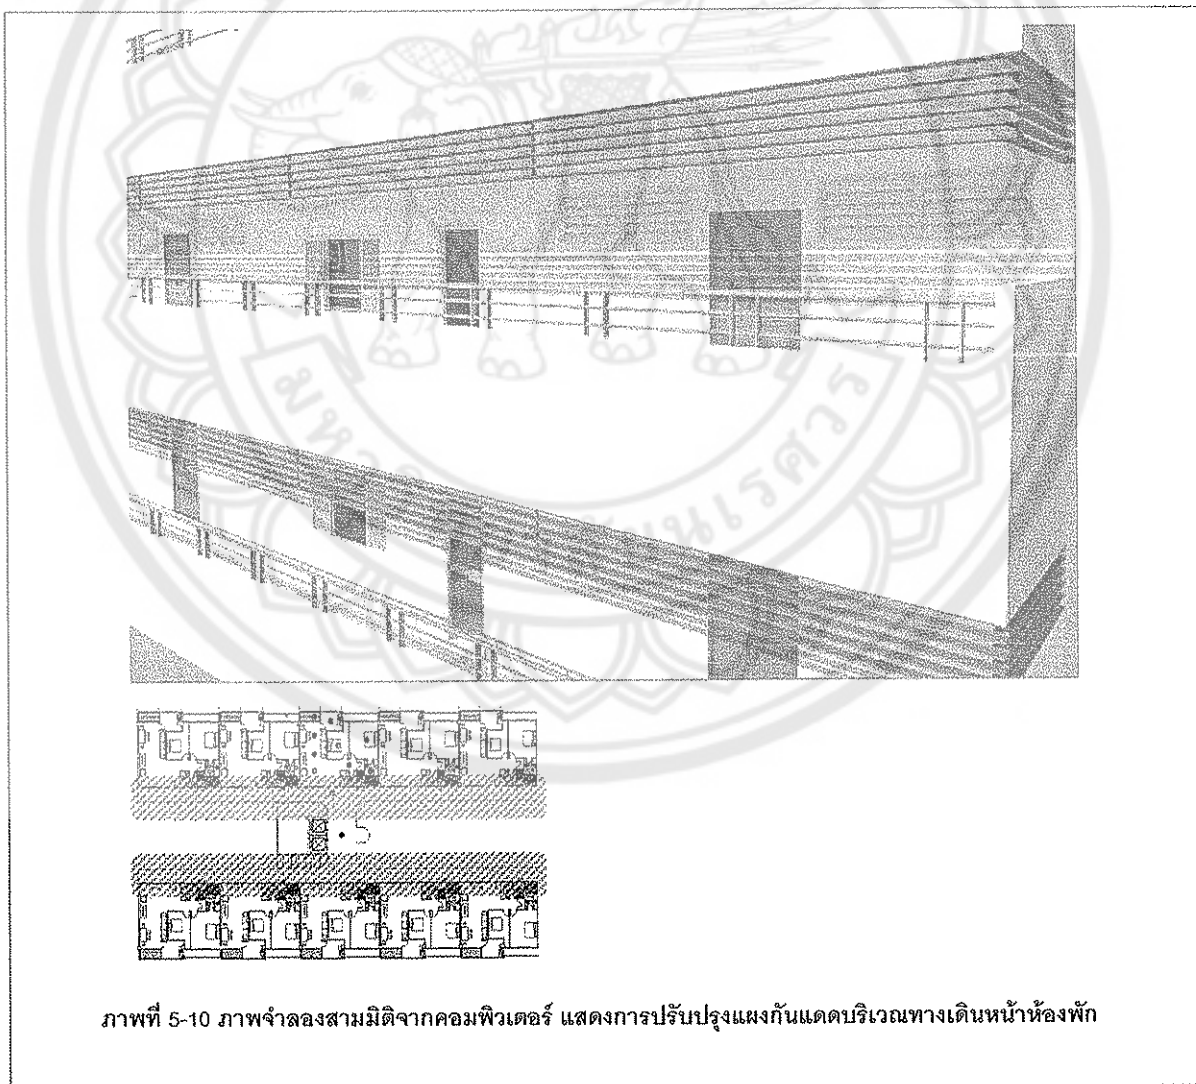 ภาพที่ 5-10 ภาพจำลองสามมิติจากคอมพิวเตอร์ แสดงการปรับปรุงแผงกันแดดบริเวณทางเดินหน้าห้องพัก